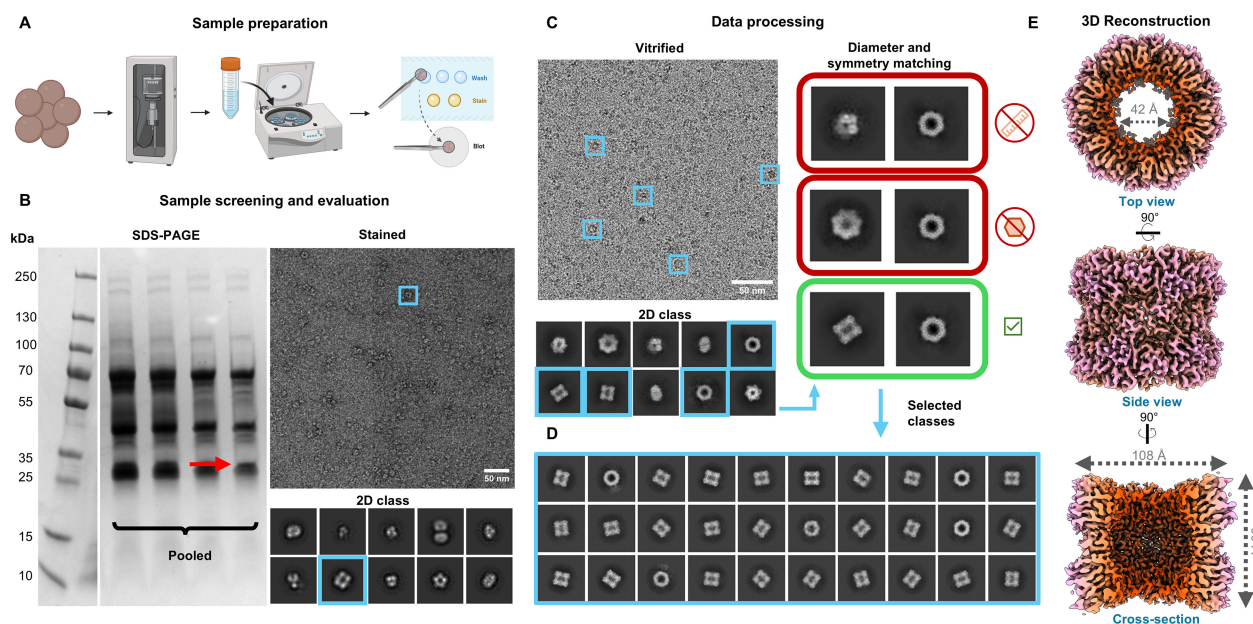 A
Sample preparation
Wash
Stain
Blot
B
Sample screening and evaluation
kDa
SDS-PAGE
Stained
250
130
100
70
55
35
25
15
10
Pooled
50 nm
2D class
C
Data processing
Vitrified
Diameter and
symmetry matching
50 nm
2D class
Selected
classes
D
E
3D Reconstruction
42 Å
Top view
90°
Side view
90°
108 Å
Cross-section